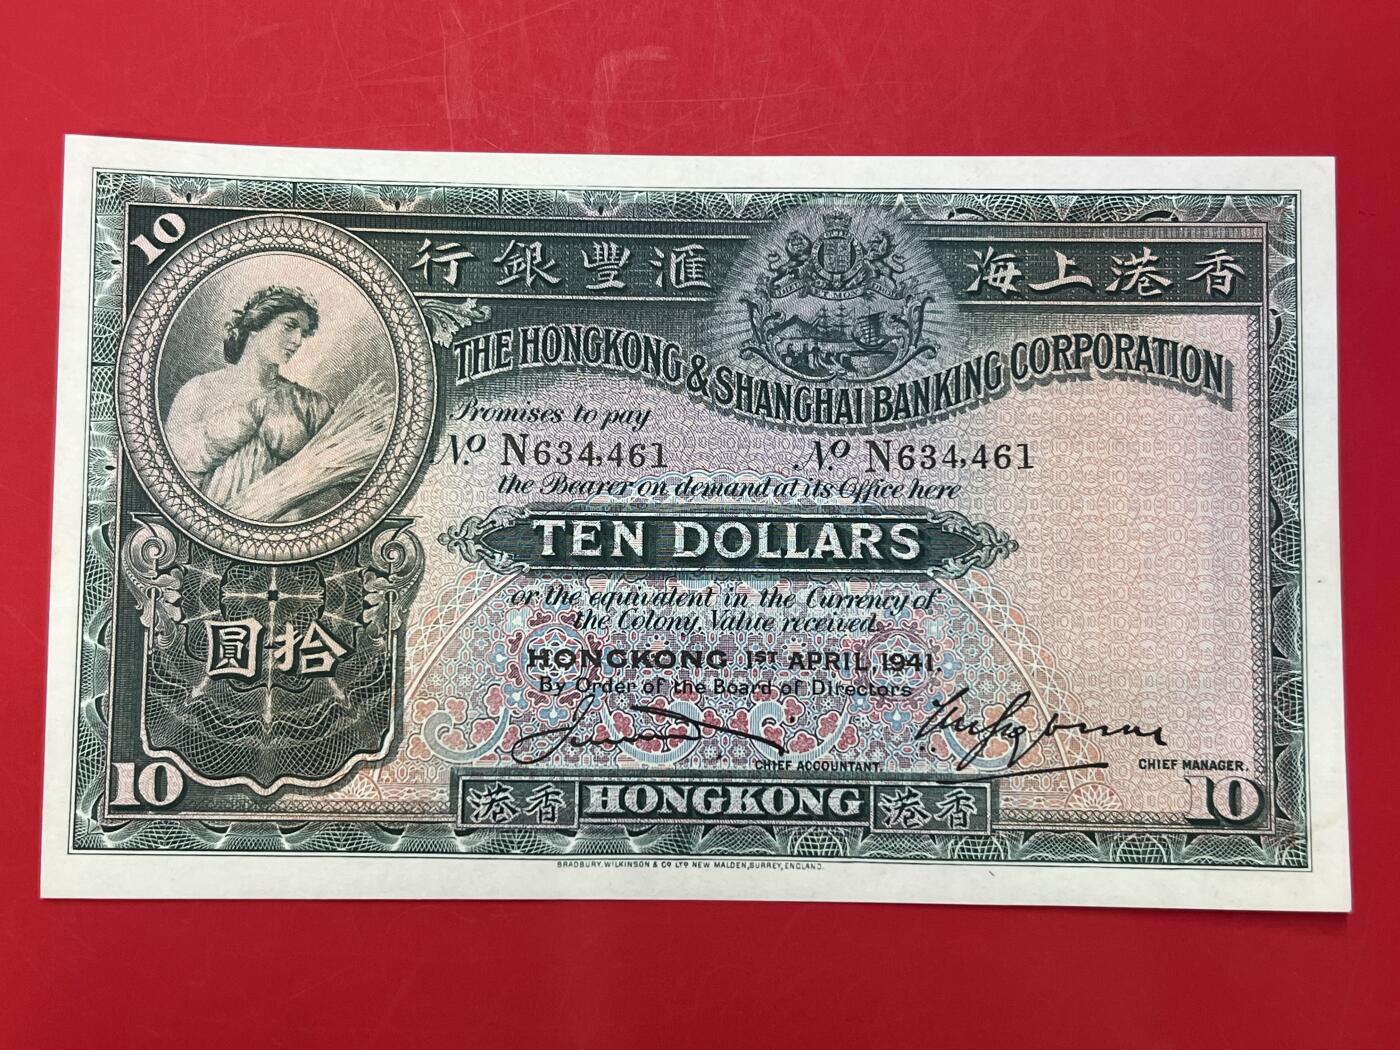 10
行銀豐滙
海上港香
THE HONGKONG & SHANGHAI BANKING CORPORATION
Promises to pay
No. N634,461 No. N634,461
the Bearer on demand at its Office here
TEN DOLLARS
or the equivalent in the Currency of
the Colony, Value received.
圓拾
HONGKONG 1ST APRIL, 1941.
By Order of the Board of Directors
CHIEF ACCOUNTANT.
CHIEF MANAGER.
10
港香 HONGKONG 港香
10
BRADBURY, WILKINSON & Co LTD NEW MALDEN, SURREY, ENGLAND.